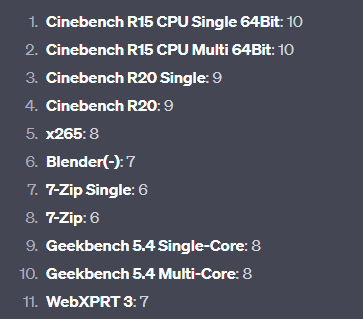 1. Cinebench R15 CPU Single 64Bit: 10
2. Cinebench R15 CPU Multi 64Bit: 10
3. Cinebench R20 Single: 9
4. Cinebench R20: 9
5. x265: 8
6. Blender(-): 7
7. 7-Zip Single: 6
8. 7-Zip: 6
9. Geekbench 5.4 Single-Core: 8
10. Geekbench 5.4 Multi-Core: 8
11. WebXPRT 3: 7